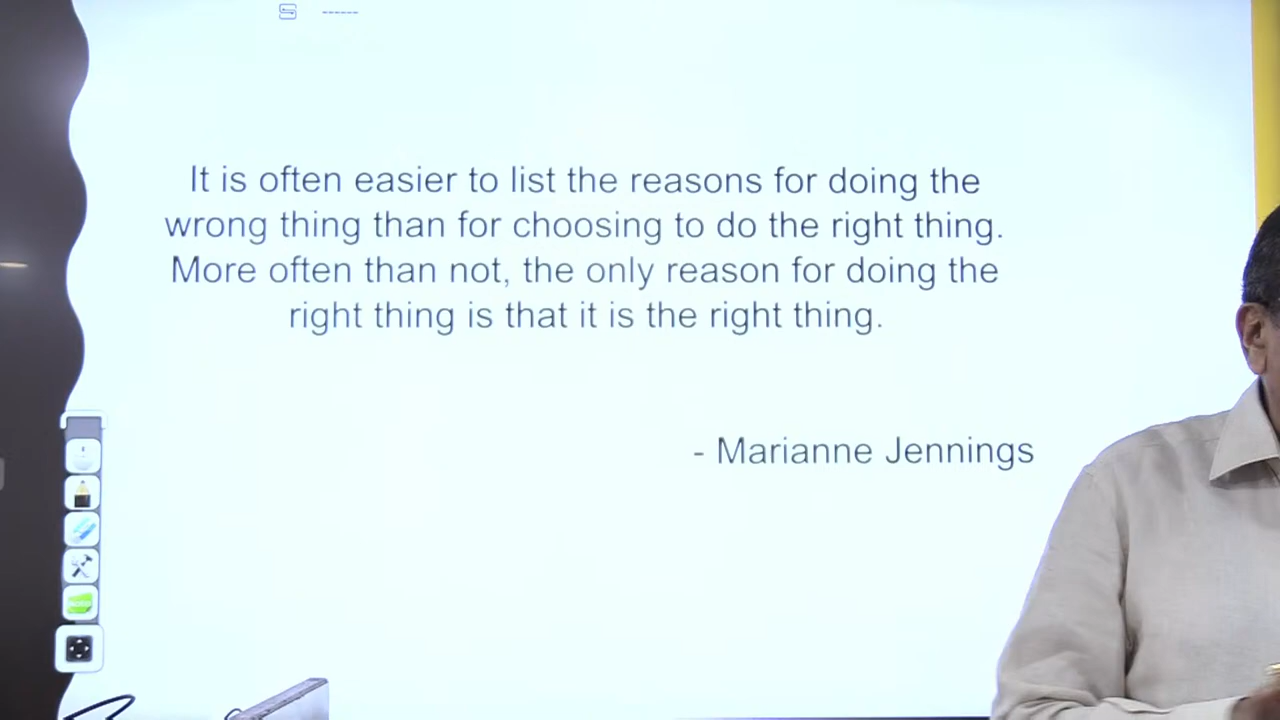 It is often easier to list the reasons for doing the
wrong thing than for choosing to do the right thing.
More often than not, the only reason for doing the
right thing is that it is the right thing.
- Marianne Jennings